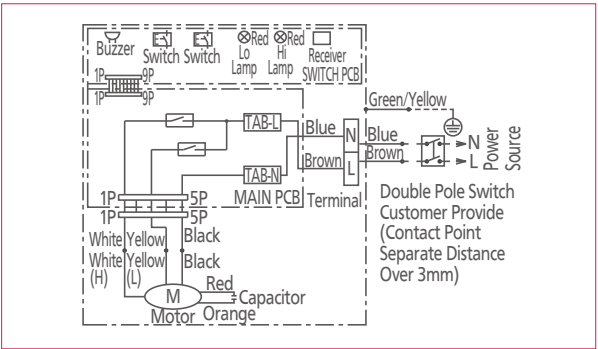 Buzzer
Switch Switch
Red
Lo
Lamp
Red
Hi
Lamp
Receiver
SWITCH PCB
1P 9P
1P 9P
Green/Yellow
TAB-L
Blue
N
Blue
N
Brown
L
Brown
L
Power
Source
TAB-N
MAIN PCB
Terminal
1P 5P
1P 5P
Double Pole Switch
Customer Provide
(Contact Point
Separate Distance
Over 3mm)
White Yellow Black
White Yellow Black
(H) (L)
M
Motor
Red
Capacitor
Orange